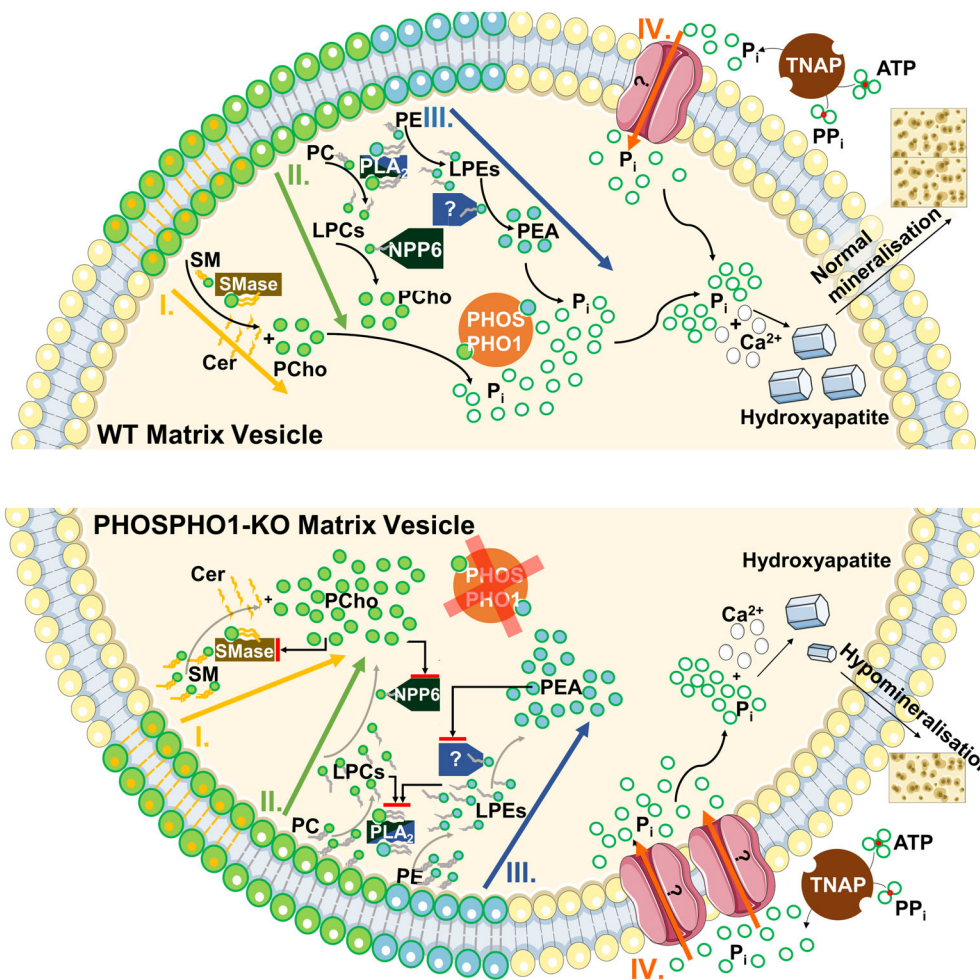 IV.
Pi
TNAP
ATP
PPi
PE
III.
PC
PLA2
LPEs
II.
?
?
Pi
LPCs
PEA
NPP6
SM
SMase
I.
PCho
Pi
PHOS
PHO1
Cer
+
PCho
Pi
Pi
+
Ca2+
Normal
mineralisation
Hydroxyapatite
WT Matrix Vesicle
PHOSPHO1-KO Matrix Vesicle
Cer
+
PCho
PHOS
PHO1
Hydroxyapatite
Ca2+
SMase
SM
NPP6
PEA
+
Pi
Hypomineralisation
I.
?
LPCs
LPEs
II.
PC
PLA2
PE
III.
Pi
?
?
ATP
TNAP
PPi
Pi
IV.